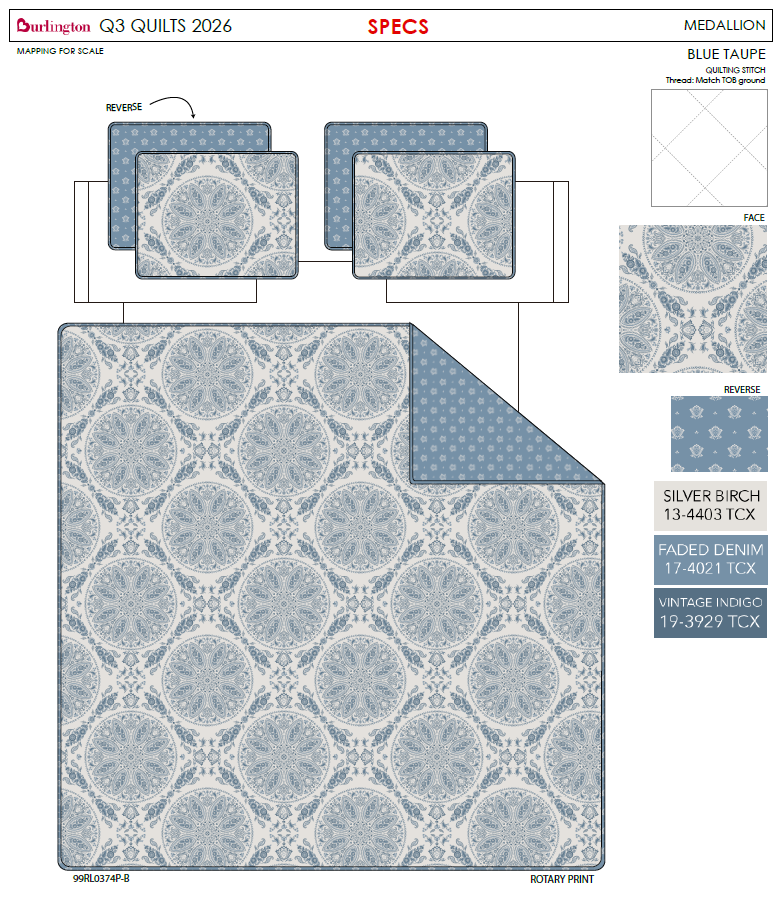 Burlington Q3 QUILTS 2026
SPECS
MEDALLION
MAPPING FOR SCALE
BLUE TAUPE
QUILTING STITCH
Thread: Match TOB ground
REVERSE
FACE
REVERSE
SILVER BIRCH
13-4403 TCX
FADED DENIM
17-4021 TCX
VINTAGE INDIGO
19-3929 TCX
99RL0374P-B
ROTARY PRINT